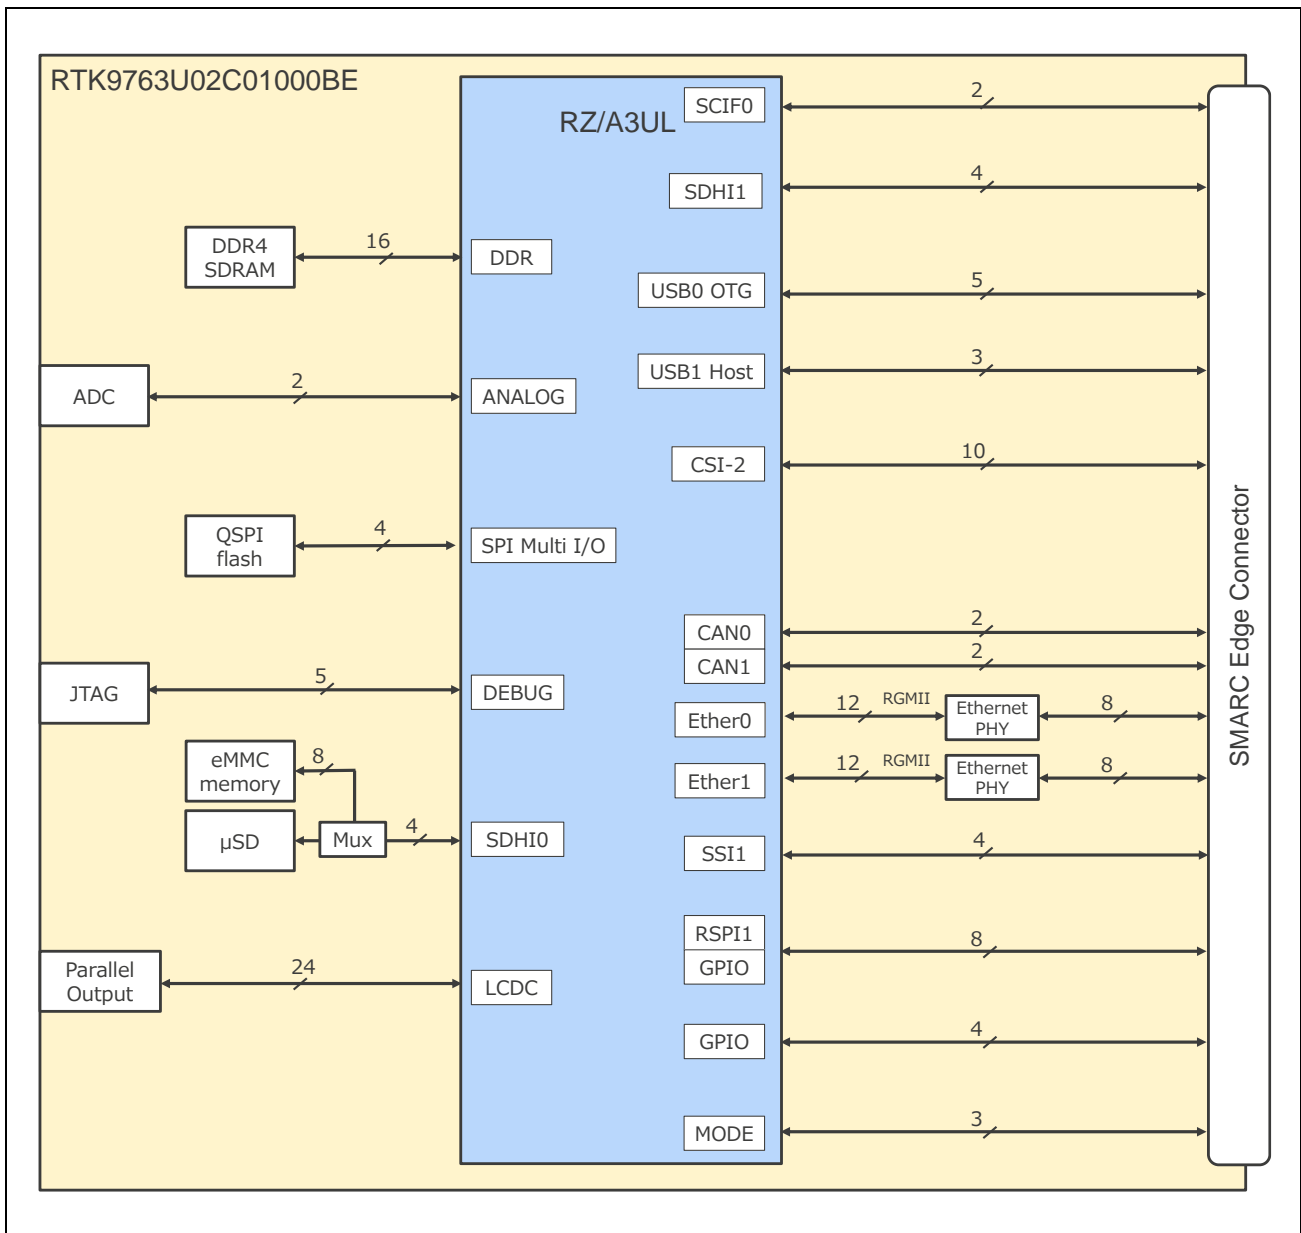 RTK9763U02C01000BE
RZ/A3UL
SCIF0
2
SDHI1
4
DDR4
SDRAM
16
DDR
USB0 OTG
5
USB1 Host
3
ADC
2
ANALOG
CSI-2
10
QSPI
flash
4
SPI Multi I/O
CAN0
2
CAN1
2
JTAG
5
DEBUG
Ether0
12
RGMII
Ethernet
PHY
8
eMMC
memory
8
Ether1
12
RGMII
Ethernet
PHY
8
µSD
Mux
4
SDHI0
SSI1
4
RSPI1
GPIO
8
Parallel
Output
24
LCDC
GPIO
4
MODE
3
SMARC Edge Connector